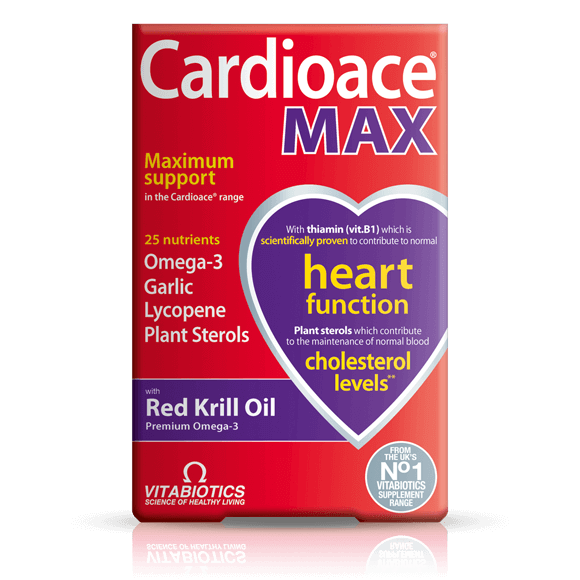 Cardioace®
MAX
Maximum
support
in the Cardioace® range
25 nutrients
Omega-3
Garlic
Lycopene
Plant Sterols
With thiamin (vit.B1) which is
scientifically proven to contribute to normal
heart
function
Plant sterols which contribute
to the maintenance of normal blood
cholesterol
levels**
with
Red Krill Oil
Premium Omega-3
VITABIOTICS
SCIENCE OF HEALTHY LIVING
FROM
THE UK'S
Nº1
VITABIOTICS
SUPPLEMENT
RANGE